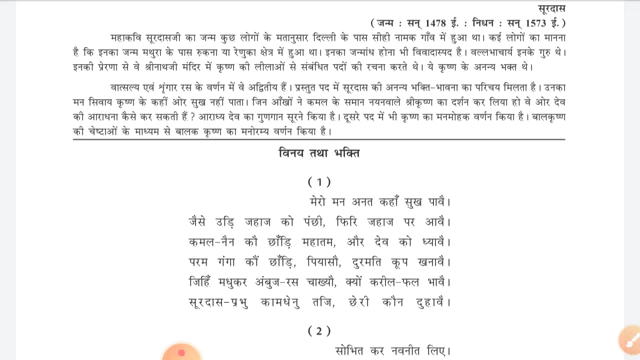 सूरदास
( जन्म : सन् 1478 ई. : निधन : सन् 1573 ई. )
महाकवि सूरदासजी का जन्म कुछ लोगों के मतानुसार दिल्ली के पास सीही नामक गाँव में हुआ था। कई लोगों का मानना
है कि इनका जन्म मथुरा के पास रुकना या रेणुका क्षेत्र में हुआ था। इनका जन्मांध होना भी विवादास्पद है। वल्लभाचार्य इनके गुरु थे।
इनकी प्रेरणा से वे श्रीनाथजी मंदिर में कृष्ण की लीलाओं से संबंधित पदों की रचना करते थे। ये कृष्ण के अनन्य भक्त थे।
वात्सल्य एवं शृंगार रस के वर्णन में वे अद्वितीय हैं। प्रस्तुत पद में सूरदास की अनन्य भक्ति-भावना का परिचय मिलता है। उनका
मन सिवाय कृष्ण के कहीं ओर सुख नहीं पाता। जिन आँखों ने कमल के समान नयनवाले श्रीकृष्ण का दर्शन कर लिया हो वे ओर देव
की आराधना कैसे कर सकती हैं ? आराध्य देव का गुणगान सूरने किया है। दूसरे पद में भी कृष्ण का मनमोहक वर्णन किया है। बालकृष्ण
की चेष्टाओं के माध्यम से बालक कृष्ण का मनोरम्य वर्णन किया है।
विनय तथा भक्ति
( 1 )
मेरो मन अनत कहाँ सुख पावै।
जैसे उड़ि जहाज को पंछी, फिरि जहाज पर आवै।
कमल-नैन कौ छाँड़ि महातम, और देव को ध्यावै।
परम गंगा कौं छाँड़ि, पियासौ, दुरमति कूप खनावै।
जिहिँ मधुकर अंबुज-रस चाख्यौ, क्यों करील-फल भावै।
सूरदास-प्रभु कामधेनु तजि, छेरी कौन दुहावै।
( 2 )
सोभित कर नवनीत लिए।